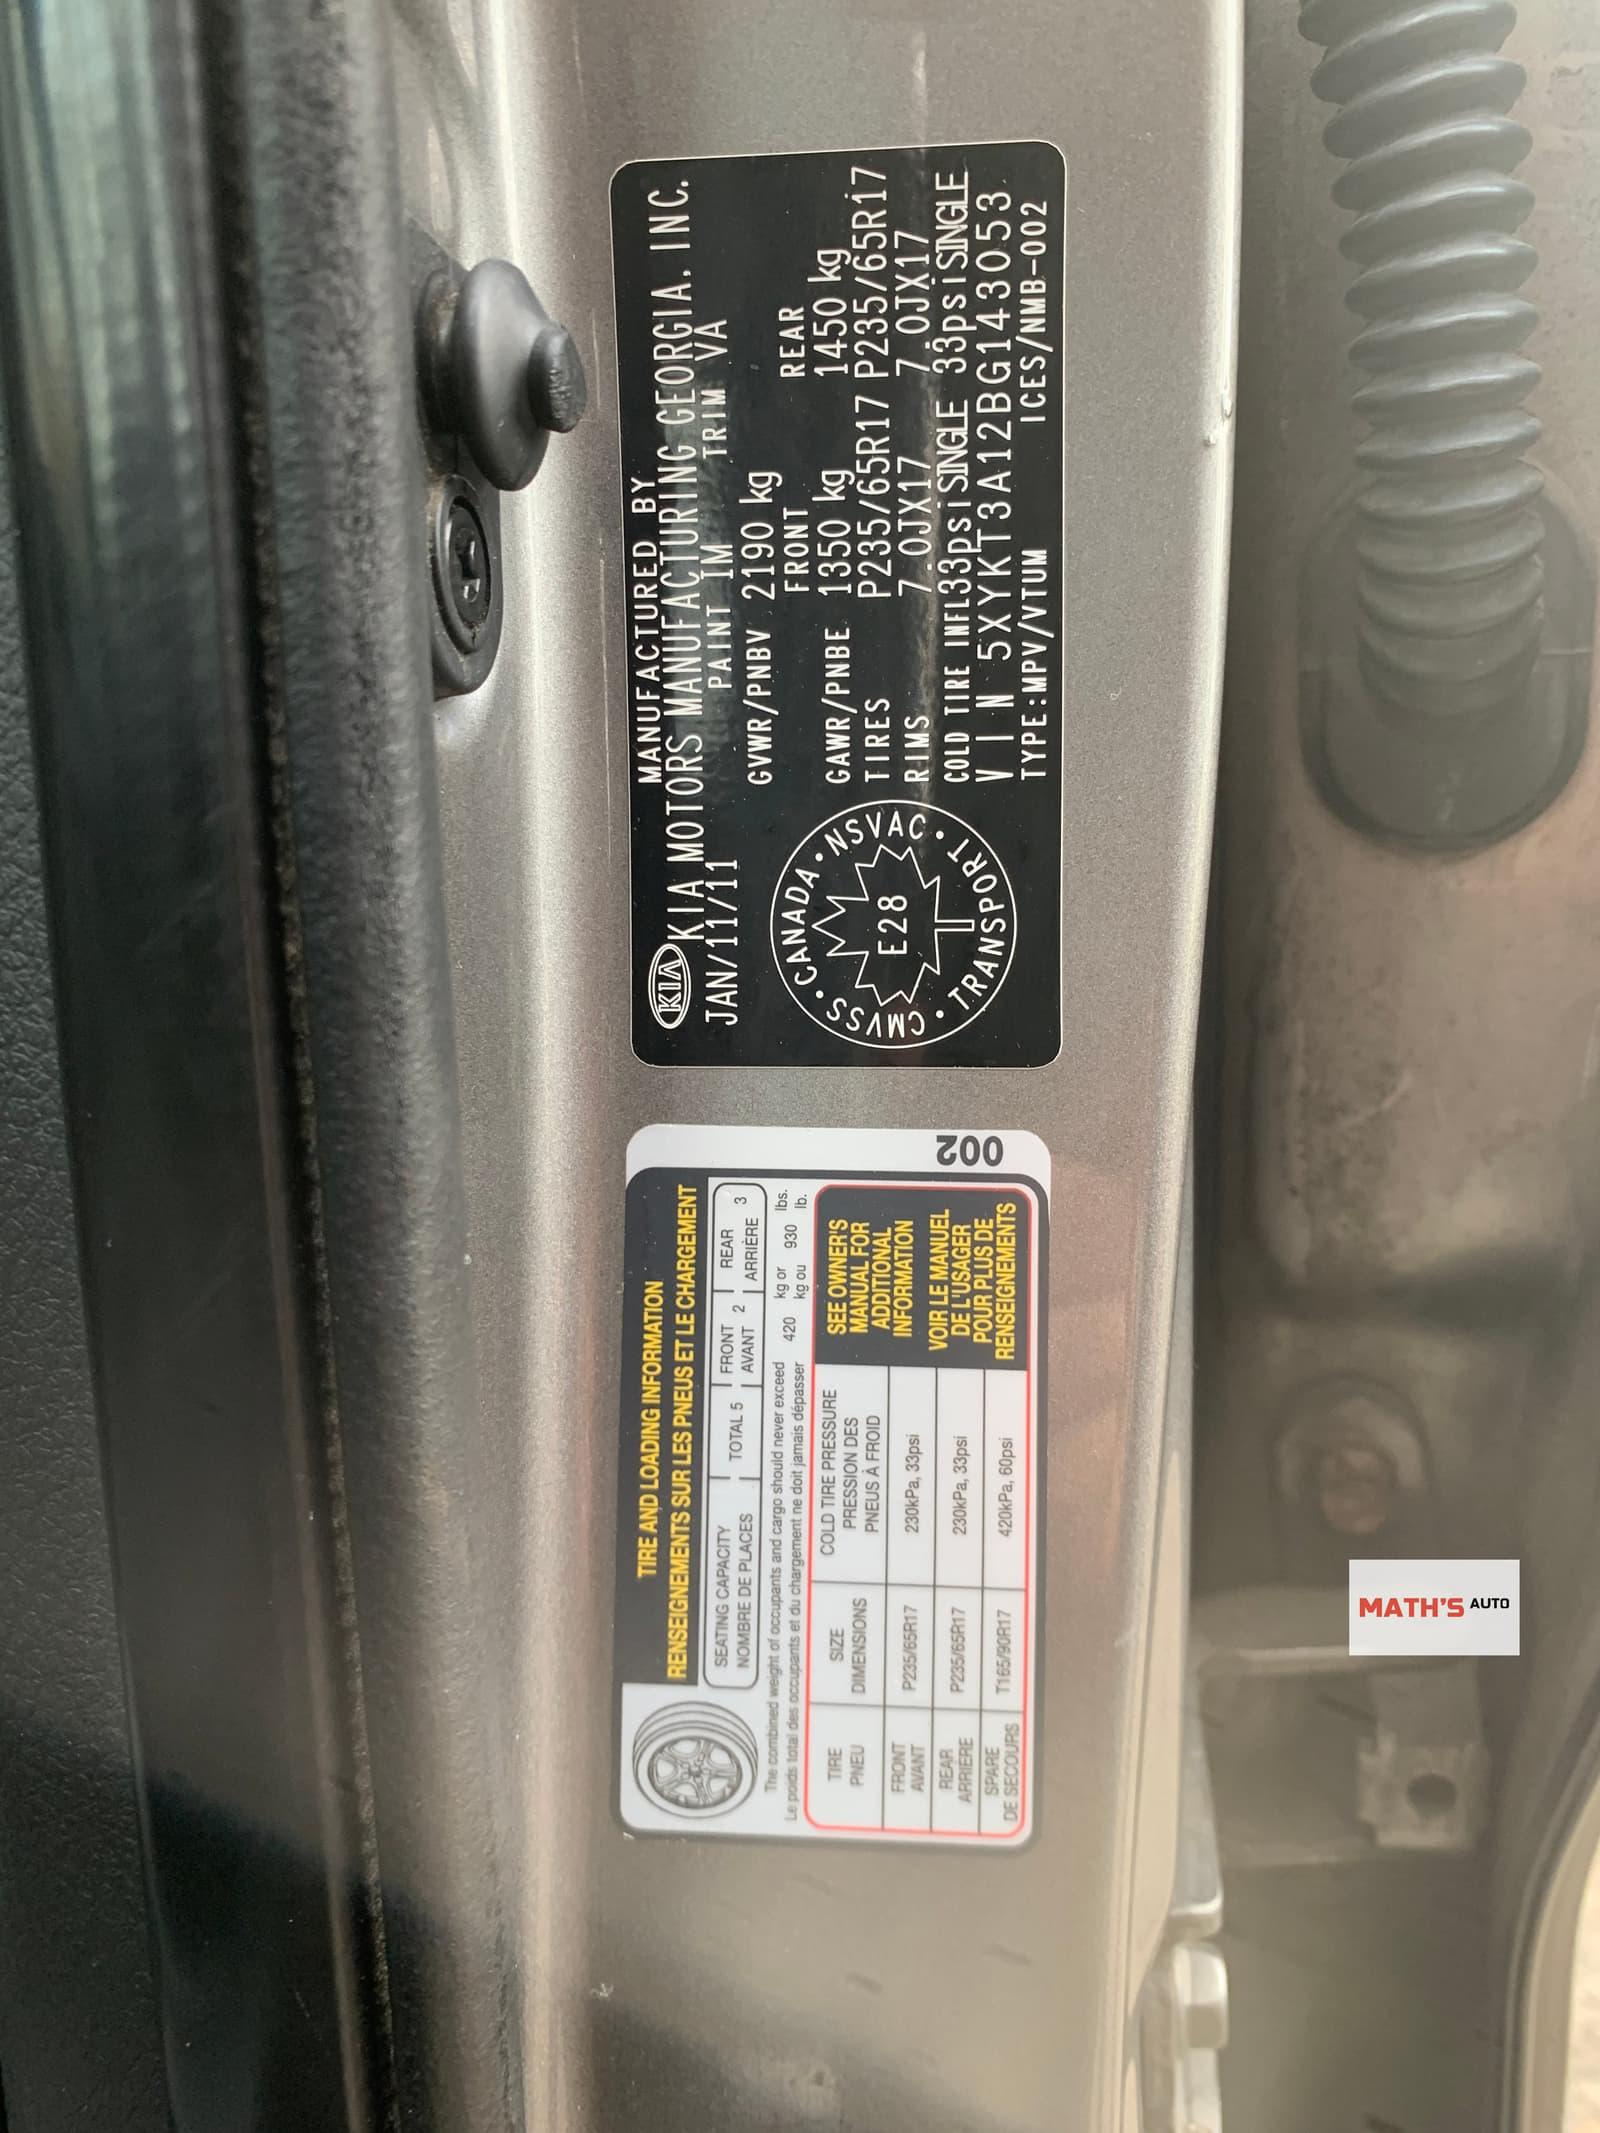 MANUFACTURED BY
KIA KIA MOTORS MANUFACTURING GEORGIA, INC.
JAN/11/11 PAINT IM TRIM VA
GVWR/PNBV 2190 kg
FRONT REAR
GAWR/PNBE 1350 kg 1450 kg
TIRES P235/65R17 P235/65R17
RIMS 7.0JX17 7.0JX17
COLD TIRE INFL33psiSINGLE 33psiSINGLE
VIN 5XYKT3A12BG143053
TYPE:MPV/VTUM ICES/NMB-002
CMVSS • CANADA • NSVAC • TRANSPORT •
E28
TIRE AND LOADING INFORMATION
RENSEIGNEMENTS SUR LES PNEUS ET LE CHARGEMENT
SEATING CAPACITY TOTAL 5 FRONT 2 REAR 3
NOMBRE DE PLACES AVANT ARRIÈRE
The combined weight of occupants and cargo should never exceed 420 kg or 930 lbs.
Le poids total des occupants et du chargement ne doit jamais dépasser kg ou lb.
TIRE SIZE COLD TIRE PRESSURE
PNEU DIMENSIONS PRESSION DES
PNEUS À FROID
FRONT P235/65R17 230kPa, 33psi
AVANT
REAR P235/65R17 230kPa, 33psi
ARRIÈRE
SPARE T165/90R17 420kPa, 60psi
DE SECOURS
SEE OWNER'S
MANUAL FOR
ADDITIONAL
INFORMATION
VOIR LE MANUEL
DE L'USAGER
POUR PLUS DE
RENSEIGNEMENTS
002
MATH'S AUTO